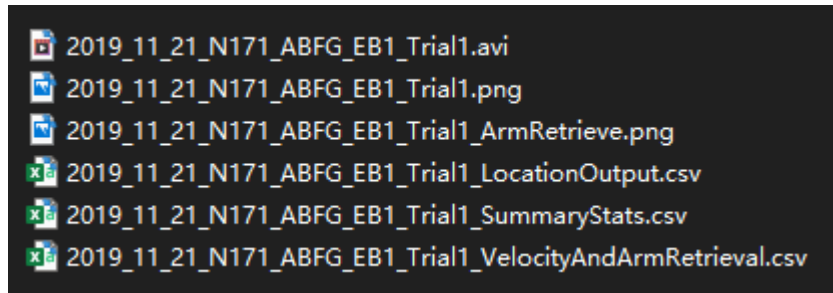 2019_11_21_N171_ABFG_EB1_Trial1.avi
2019_11_21_N171_ABFG_EB1_Trial1.png
2019_11_21_N171_ABFG_EB1_Trial1_ArmRetrieve.png
2019_11_21_N171_ABFG_EB1_Trial1_LocationOutput.csv
2019_11_21_N171_ABFG_EB1_Trial1_SummaryStats.csv
2019_11_21_N171_ABFG_EB1_Trial1_VelocityAndArmRetrieval.csv